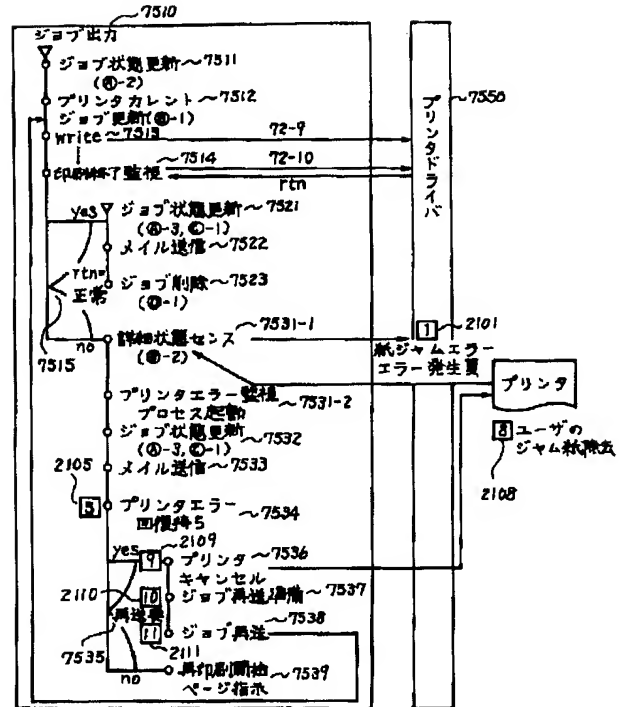 7510
ジョブ出力
ジョブ状態更新~7511
(Ⓐ-2)
プリンタカレント~7512
ジョブ更新(Ⓑ-1)
write~7513
72-9
7514
72-10
印刷終了監視
rtn
プリンタドライバ
7550
yes
ジョブ状態更新~7521
(Ⓐ-3,Ⓒ-1)
メイル送信~7522
rtn=
正常
ジョブ削除~7523
(Ⓓ-1)
7515
no
詳細状態センス~7531-1
(Ⓑ-2)
1 2101
紙ジャムエラー
エラー発生頁
プリンタ
プリンタエラー監視
プロセス起動
7531-2
ジョブ状態更新~7532
(Ⓐ-3,Ⓒ-1)
8 ユーザの
ジャム紙除去
2108
メイル送信~7533
2105
5 プリンタエラー
回復待ち
~7534
2109
yes
9 プリンタ~7536
キャンセル
2110
10 ジョブ再送準備~7537
再送要
11 ジョブ再送~7538
2111
7535
no
再印刷開始~7539
ページ指示